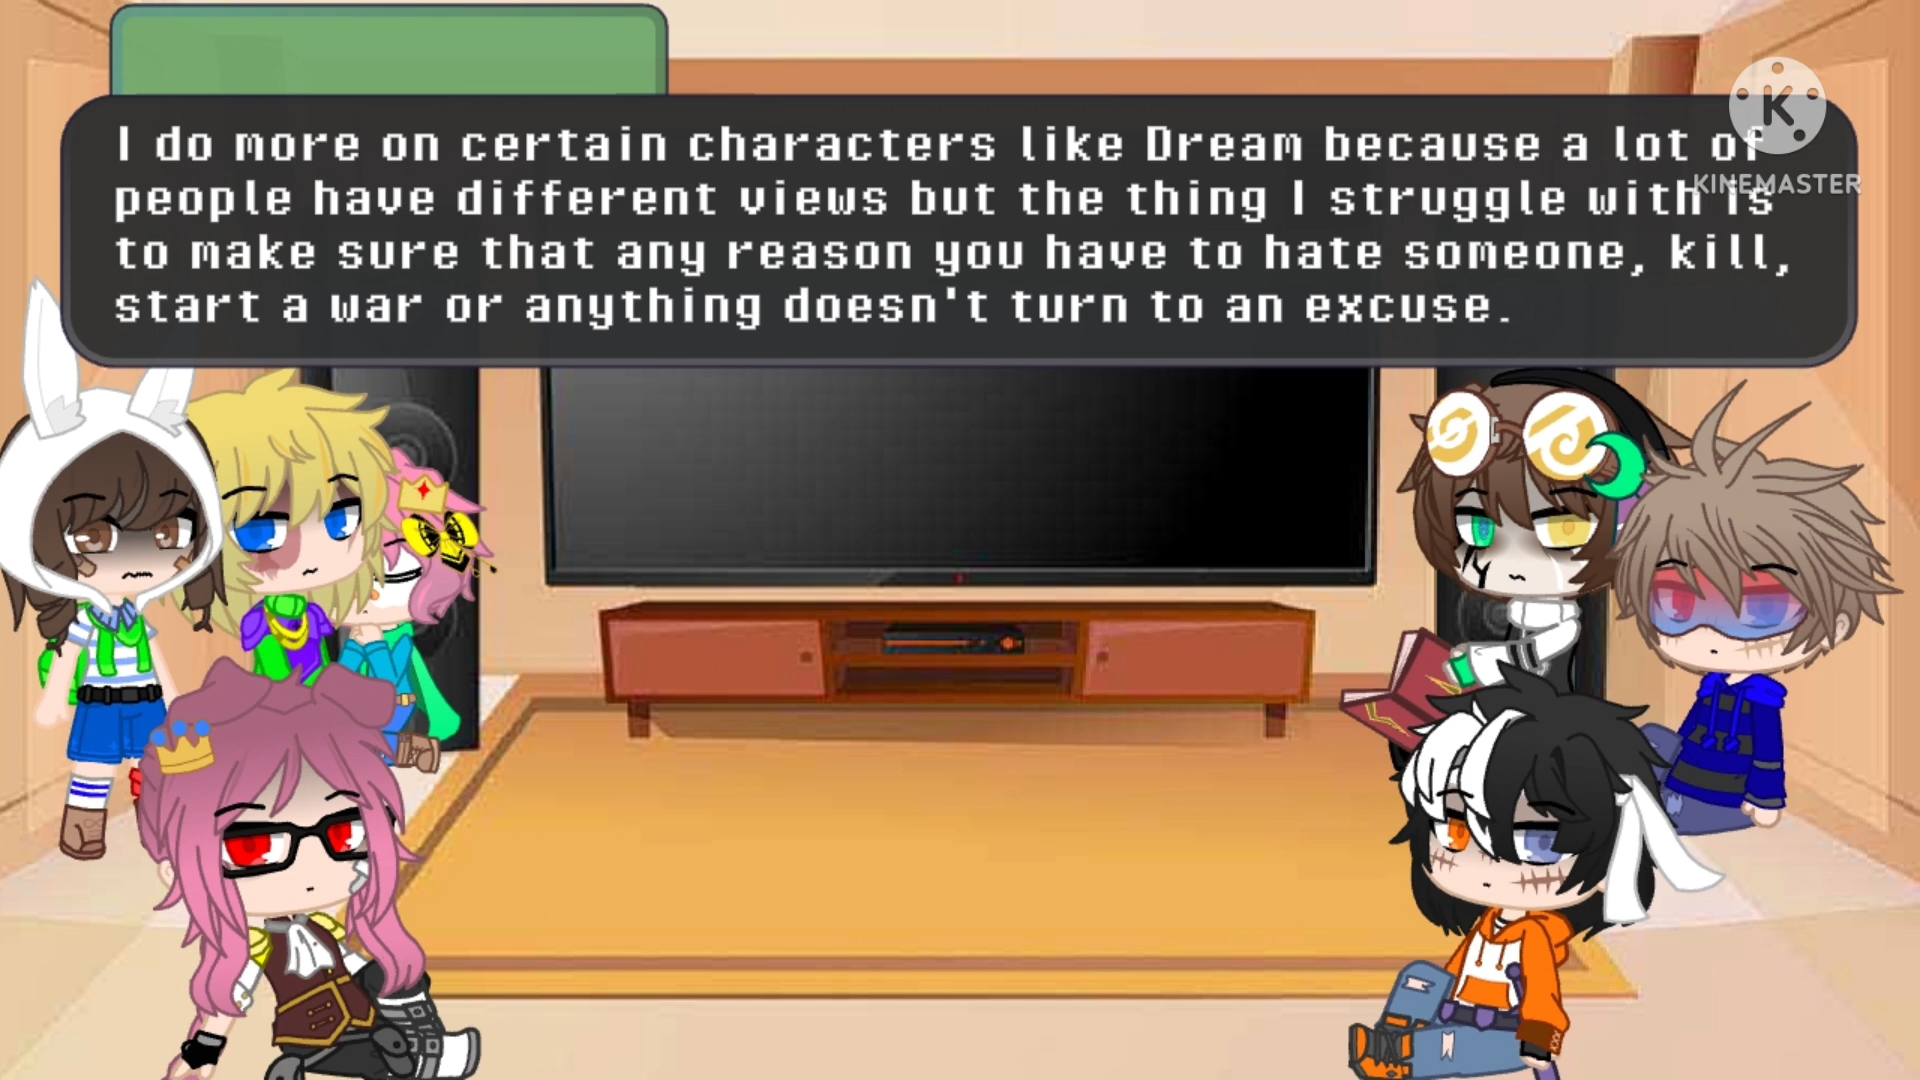 I do more on certain characters like Dream because a lot of
people have different views but the thing I struggle with is
to make sure that any reason you have to hate someone, kill,
start a war or anything doesn't turn to an excuse.
K
KINEMASTER